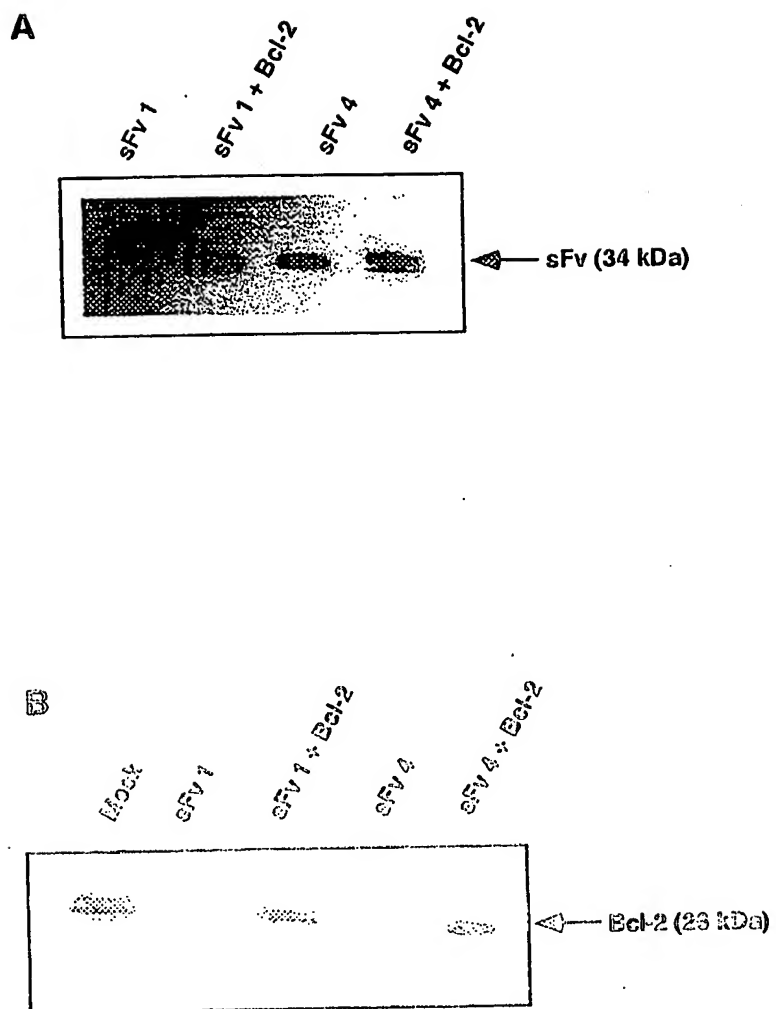 A
sFv 1
sFv 1 + Bcl-2
sFv 4
sFv 4 + Bcl-2
sFv (34 kDa)
B
Mock
sFv 1
sFv 1 + Bcl-2
sFv 4
sFv 4 + Bcl-2
Bcl-2 (26 kDa)